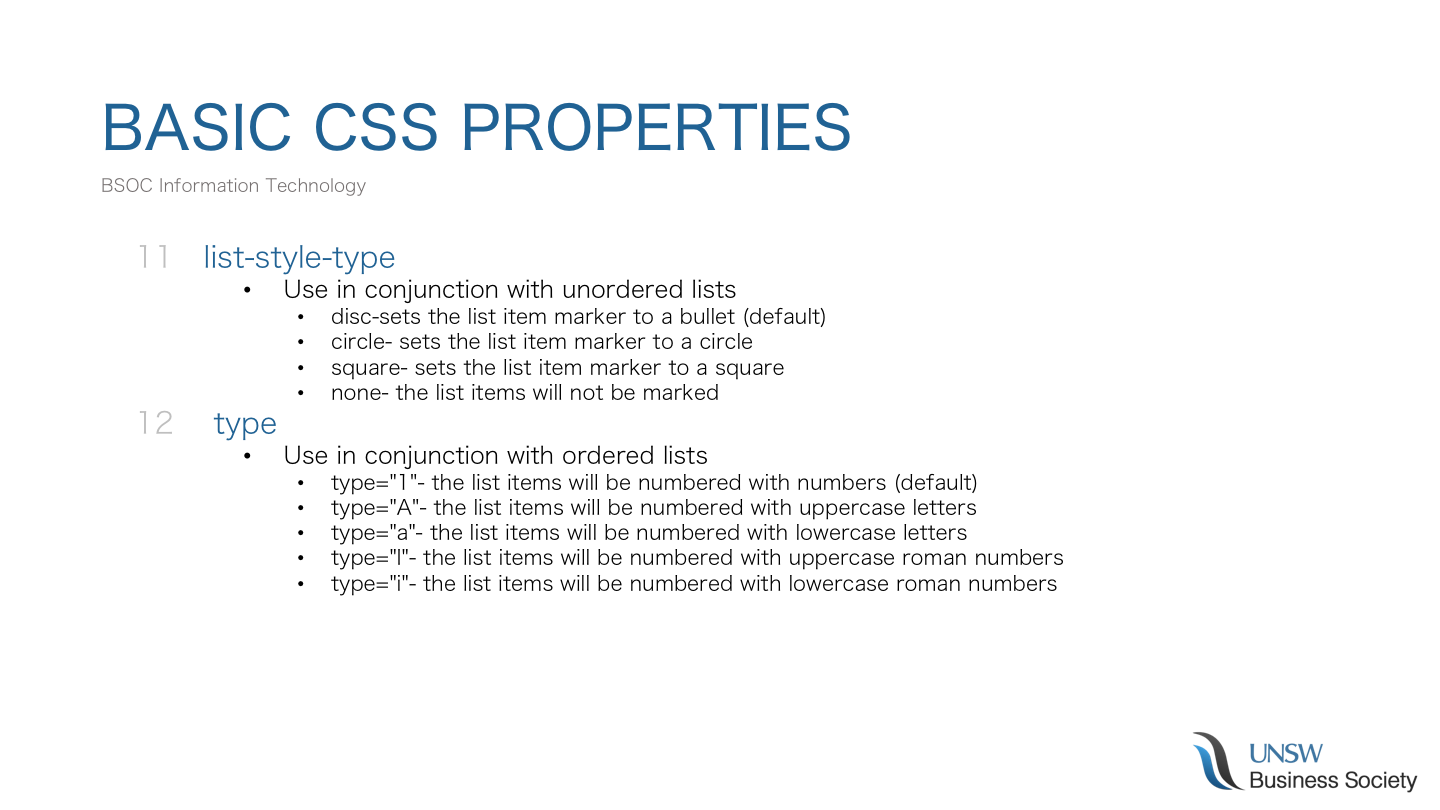 BASIC CSS PROPERTIES
BSOC Information Technology
11 list-style-type
• Use in conjunction with unordered lists
• disc-sets the list item marker to a bullet (default)
• circle- sets the list item marker to a circle
• square- sets the list item marker to a square
• none- the list items will not be marked
12 type
• Use in conjunction with ordered lists
• type="1"- the list items will be numbered with numbers (default)
• type="A"- the list items will be numbered with uppercase letters
• type="a"- the list items will be numbered with lowercase letters
• type="I"- the list items will be numbered with uppercase roman numbers
• type="i"- the list items will be numbered with lowercase roman numbers
UNSW
Business Society